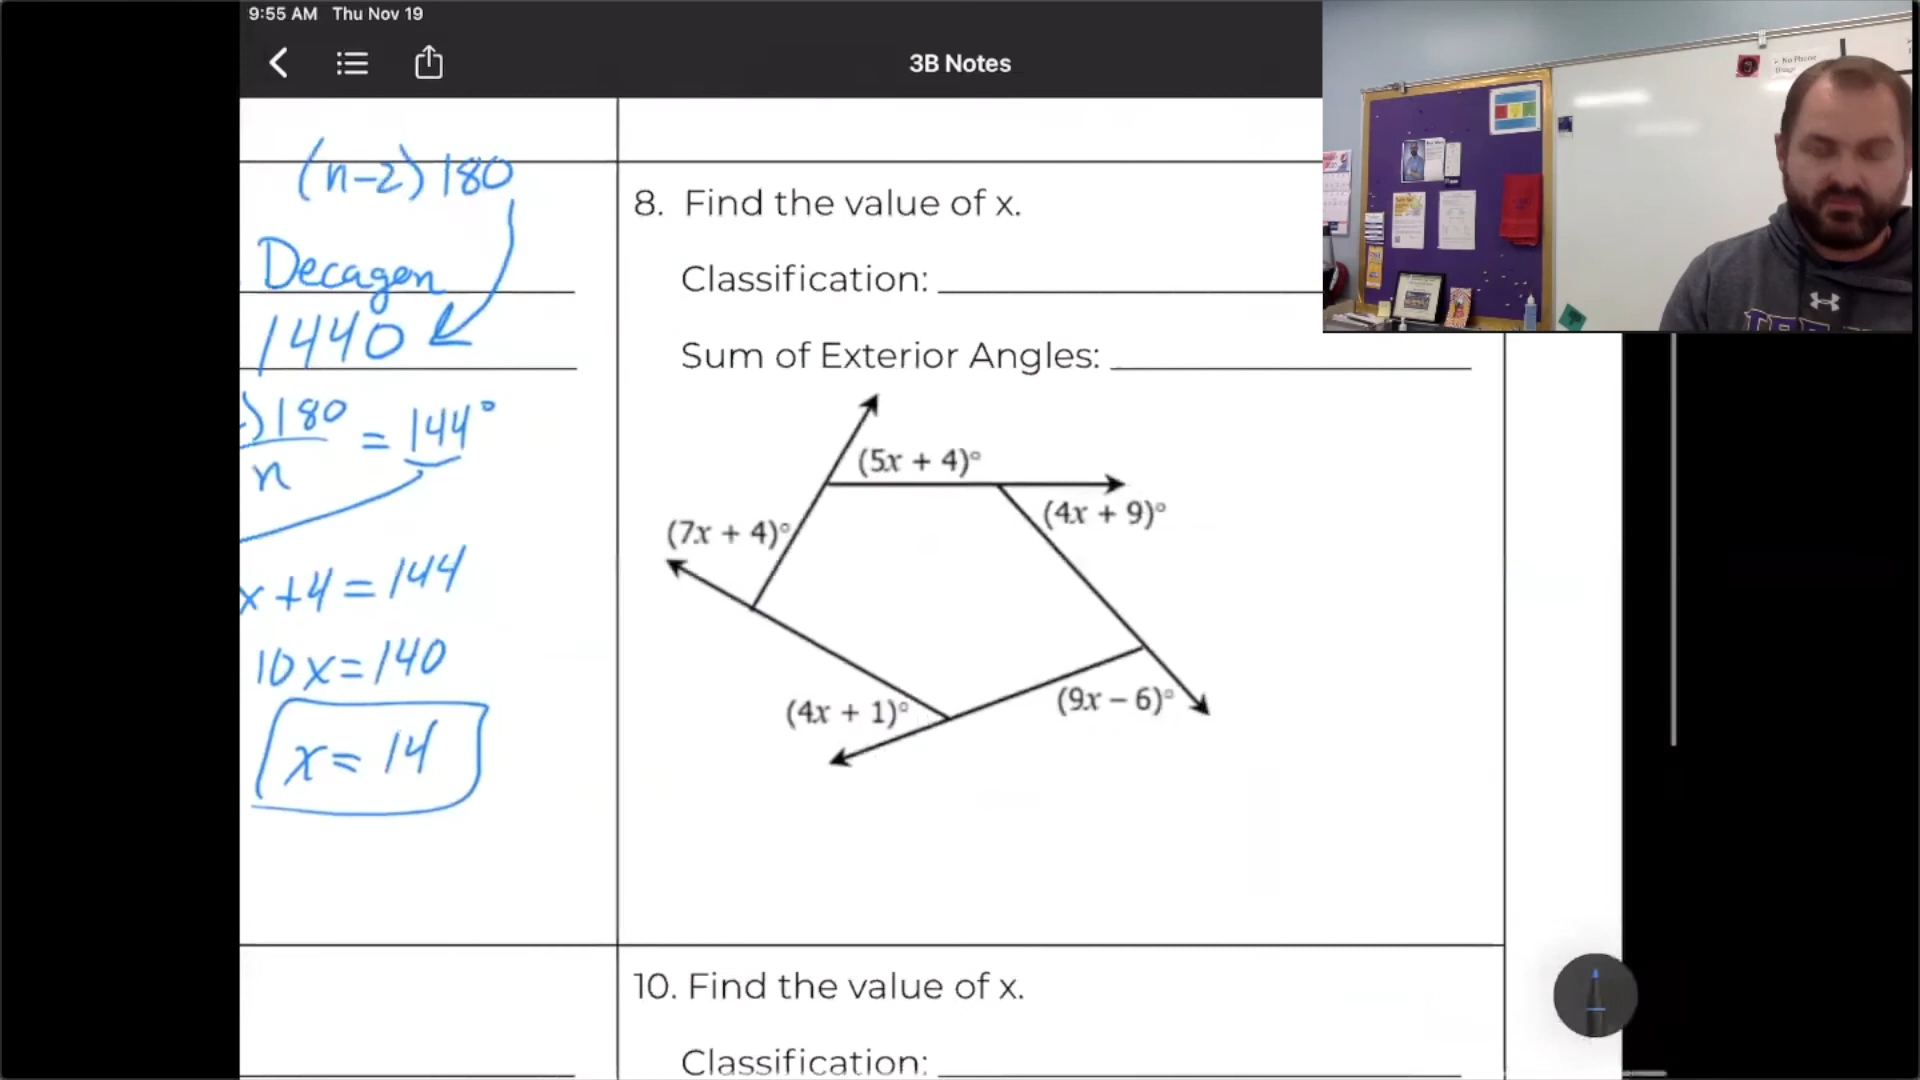 9:55 AM Thu Nov 19
3B Notes
No Phone
(n-2) 180
Decagon
1440
) 180 = 144°
n
x + 4 = 144
10x = 140
x = 14
8. Find the value of x.
Classification:
Sum of Exterior Angles:
(5x + 4)°
(4x + 9)°
(7x + 4)°
(4x + 1)°
(9x – 6)°
10. Find the value of x.
Classification: